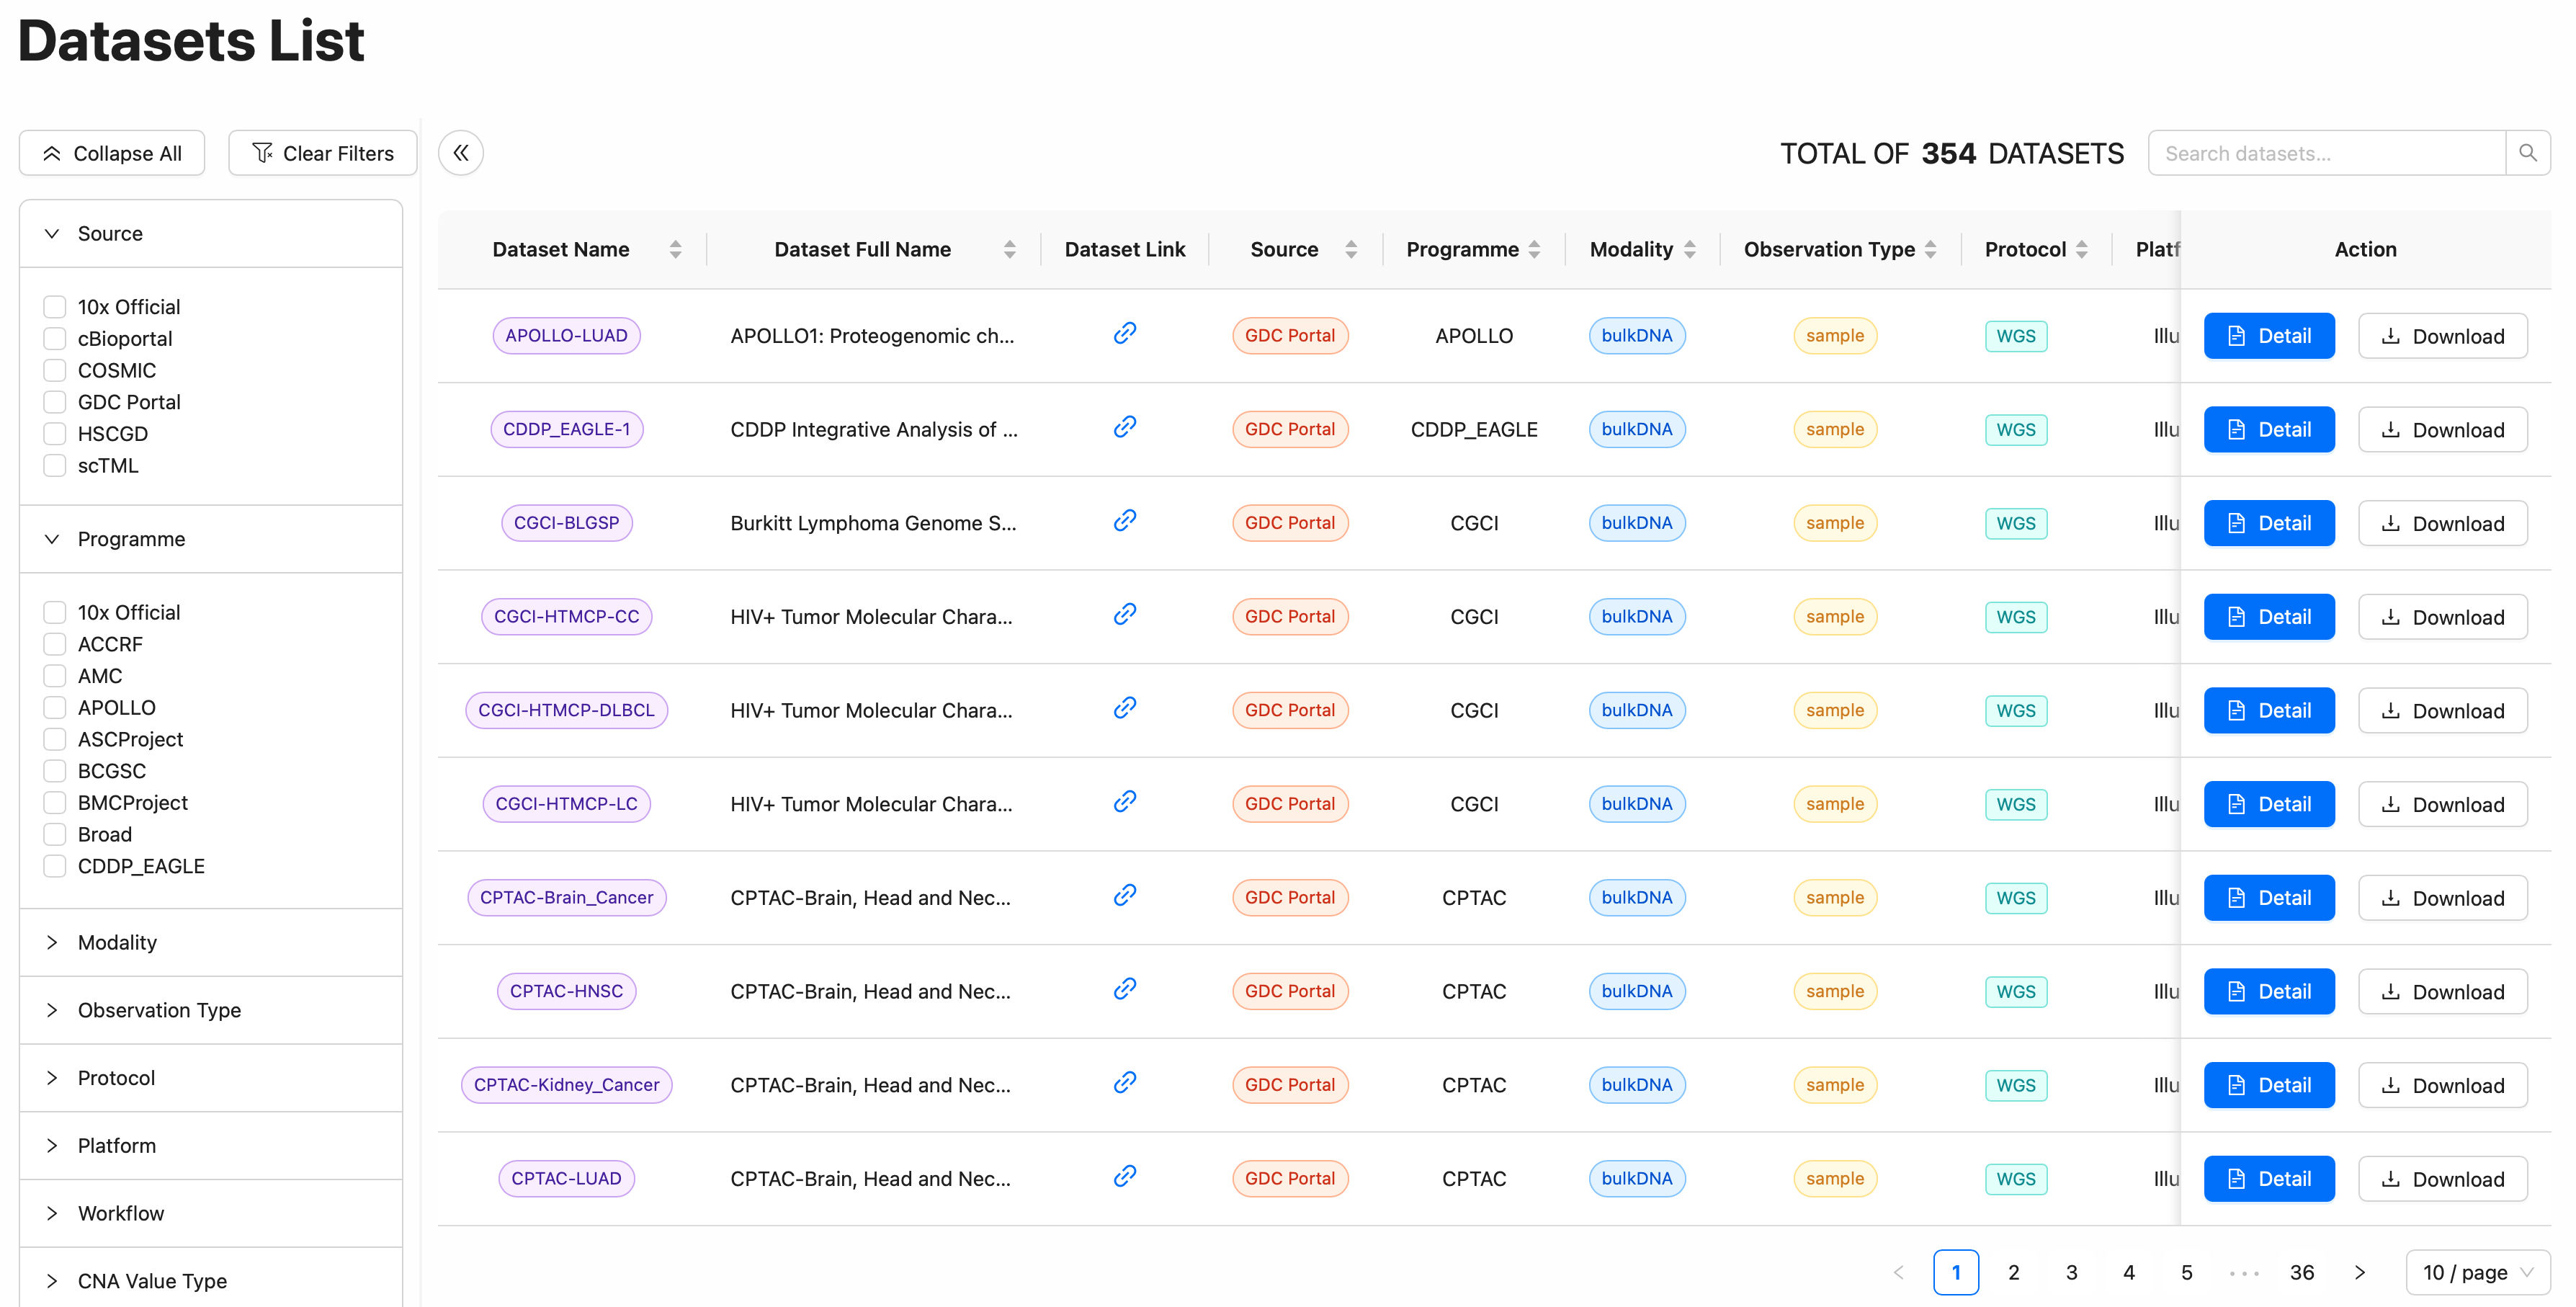 Datasets List
Collapse All Clear Filters TOTAL OF 354 DATASETS Search datasets...
Source
10x Official
cBioportal
COSMIC
GDC Portal
HSCGD
scTML
Programme
10x Official
ACCRF
AMC
APOLLO
ASCProject
BCGSC
BMCProject
Broad
CDDP_EAGLE
Modality
Observation Type
Protocol
Platform
Workflow
CNA Value Type
Dataset Name Dataset Full Name Dataset Link Source Programme Modality Observation Type Protocol Platf Action
APOLLO-LUAD APOLLO1: Proteogenomic ch... GDC Portal APOLLO bulkDNA sample WGS Illu Detail Download
CDDP_EAGLE-1 CDDP Integrative Analysis of ... GDC Portal CDDP_EAGLE bulkDNA sample WGS Illu Detail Download
CGCI-BLGSP Burkitt Lymphoma Genome S... GDC Portal CGCI bulkDNA sample WGS Illu Detail Download
CGCI-HTMCP-CC HIV+ Tumor Molecular Chara... GDC Portal CGCI bulkDNA sample WGS Illu Detail Download
CGCI-HTMCP-DLBCL HIV+ Tumor Molecular Chara... GDC Portal CGCI bulkDNA sample WGS Illu Detail Download
CGCI-HTMCP-LC HIV+ Tumor Molecular Chara... GDC Portal CGCI bulkDNA sample WGS Illu Detail Download
CPTAC-Brain_Cancer CPTAC-Brain, Head and Nec... GDC Portal CPTAC bulkDNA sample WGS Illu Detail Download
CPTAC-HNSC CPTAC-Brain, Head and Nec... GDC Portal CPTAC bulkDNA sample WGS Illu Detail Download
CPTAC-Kidney_Cancer CPTAC-Brain, Head and Nec... GDC Portal CPTAC bulkDNA sample WGS Illu Detail Download
CPTAC-LUAD CPTAC-Brain, Head and Nec... GDC Portal CPTAC bulkDNA sample WGS Illu Detail Download
1 2 3 4 5 ••• 36 10 / page